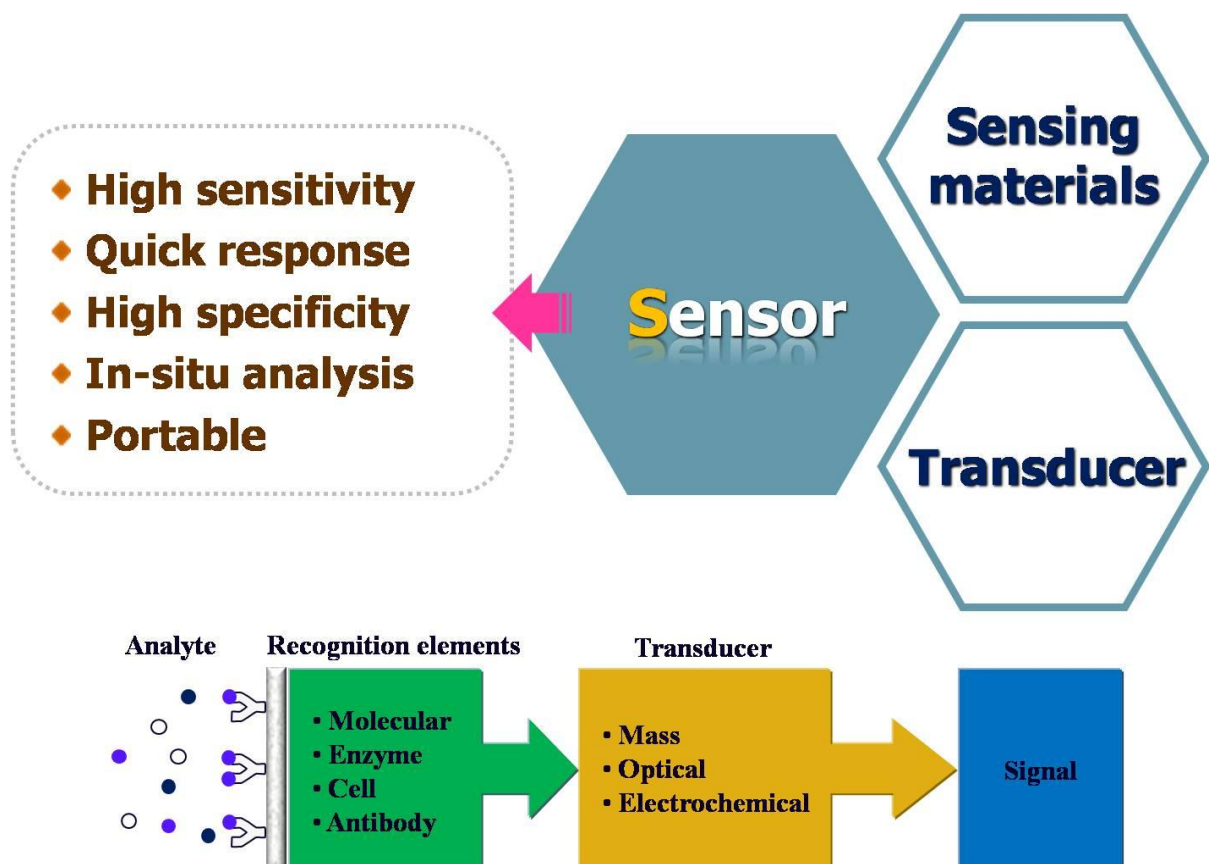 High sensitivity
Quick response
High specificity
In-situ analysis
Portable
Sensor
Sensing
materials
Transducer
Analyte
Recognition elements
Transducer
· Molecular
· Enzyme
· Cell
· Antibody
· Mass
· Optical
· Electrochemical
Signal